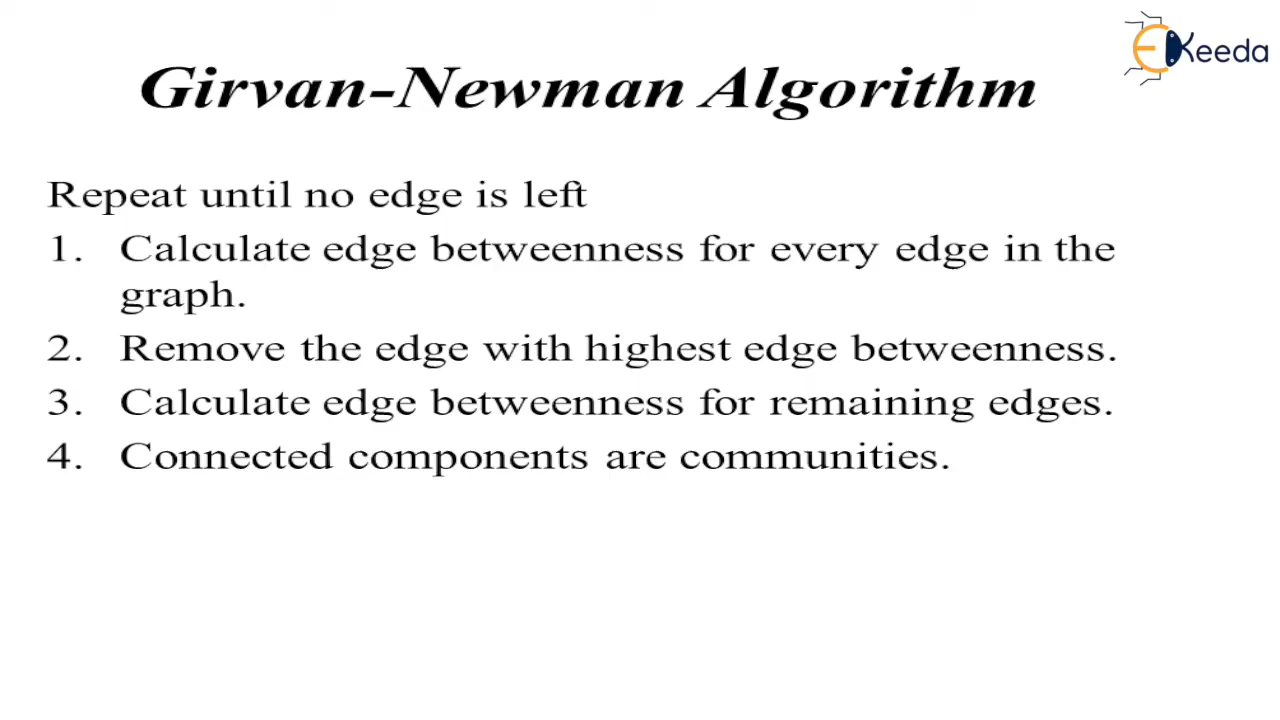 EKeeda
Girvan-Newman Algorithm
Repeat until no edge is left
1. Calculate edge betweenness for every edge in the
graph.
2. Remove the edge with highest edge betweenness.
3. Calculate edge betweenness for remaining edges.
4. Connected components are communities.